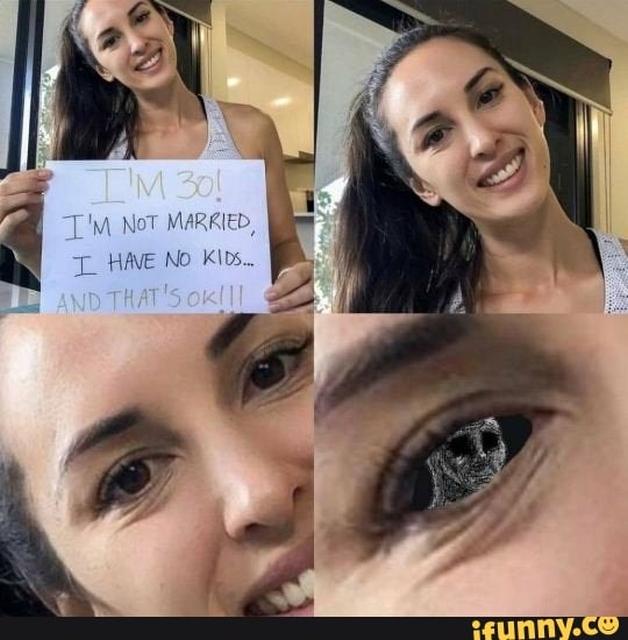 I'M 30!
I'M NOT MARRIED,
I HAVE NO KIDS...
AND THAT'S OK!!!
ifunny.co